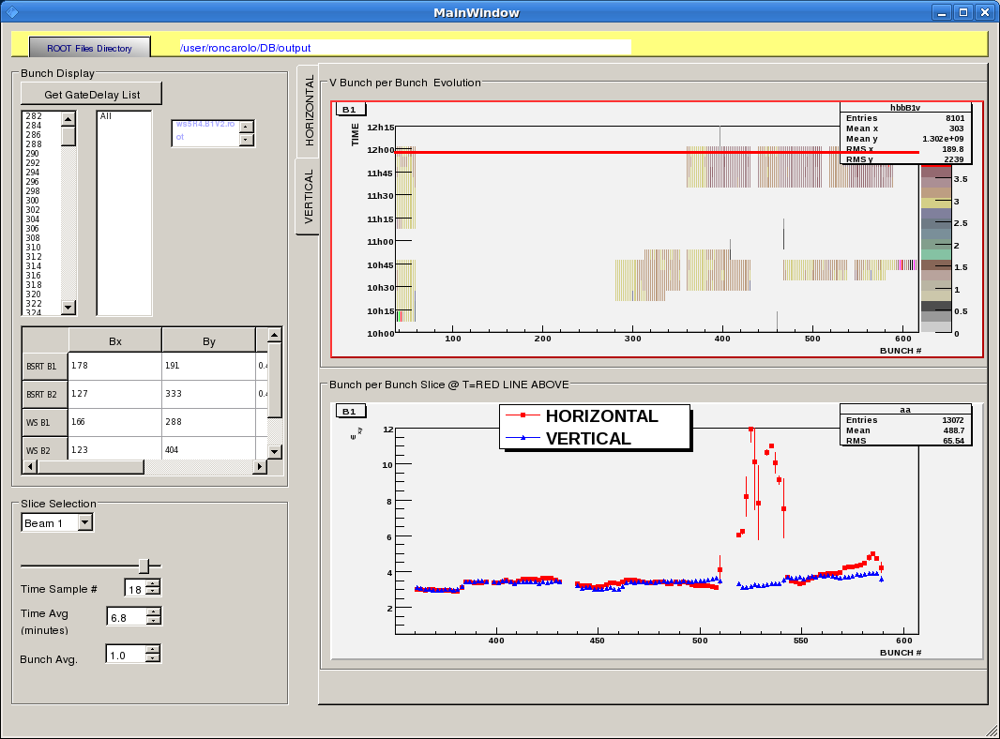 MainWindow
ROOT Files Directory
/user/roncarolo/DB/output
Bunch Display
Get GateDelay List
282
284
286
288
290
292
294
296
298
300
302
304
306
308
310
312
314
316
318
320
322
324
All
ws5R4.B1V2.ro
ot
Bx By
BSRT B1 1.78 1.91 0.4
BSRT B2 1.27 333 0.4
WS B1 1.66 288
WS B2 1.23 404
Slice Selection
Beam 1
Time Sample # 18
Time Avg
(minutes)
6.8
Bunch Avg. 1.0
HORIZONTAL
VERTICAL
V Bunch per Bunch Evolution
B1
TIME
12h15
12h00
11h45
11h30
11h15
11h00
10h45
10h30
10h15
10h00
100 200 300 400 500 600
BUNCH #
hbbB1v
Entries 8101
Mean x 303
Mean y 1.302e+09
RMS x 189.8
RMS y 2239
3.5
3
2.5
2
1.5
1
0.5
0
Bunch per Bunch Slice @ T=RED LINE ABOVE
B1
HORIZONTAL
VERTICAL
aa
Entries 13072
Mean 488.7
RMS 65.54
ε xy
12
10
8
6
4
2
400 450 500 550 600
BUNCH #